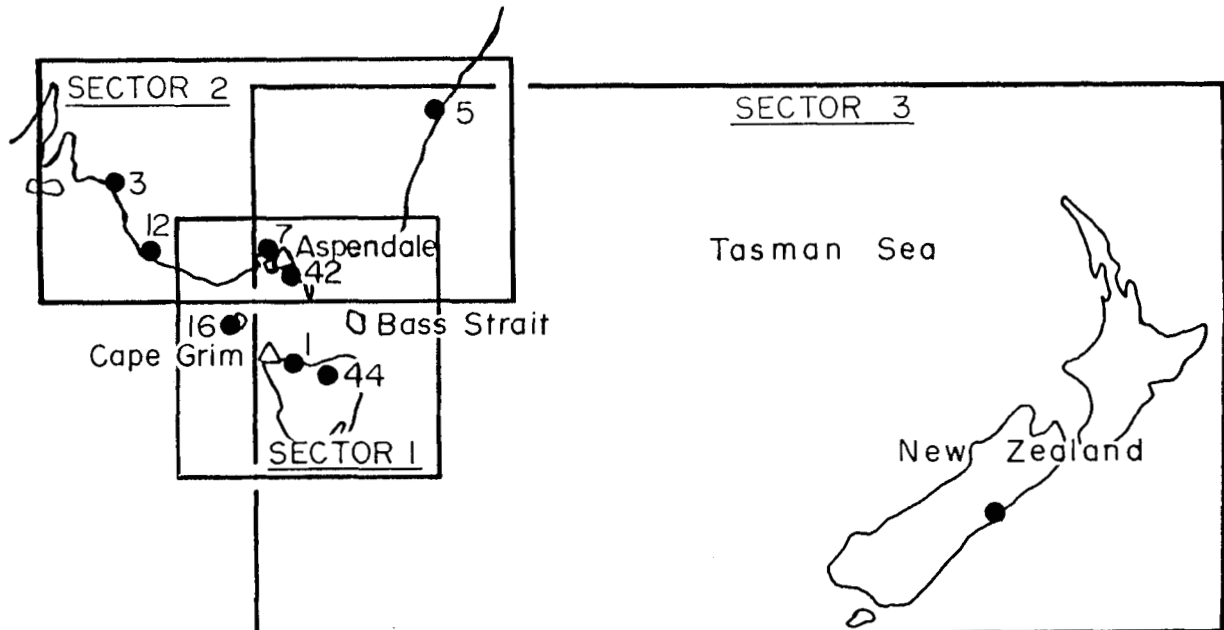 SECTOR 2
SECTOR 3
5
3
12
7
Aspendale
42
Tasman Sea
16
Bass Strait
Cape Grim
1
44
SECTOR 1
New Zealand